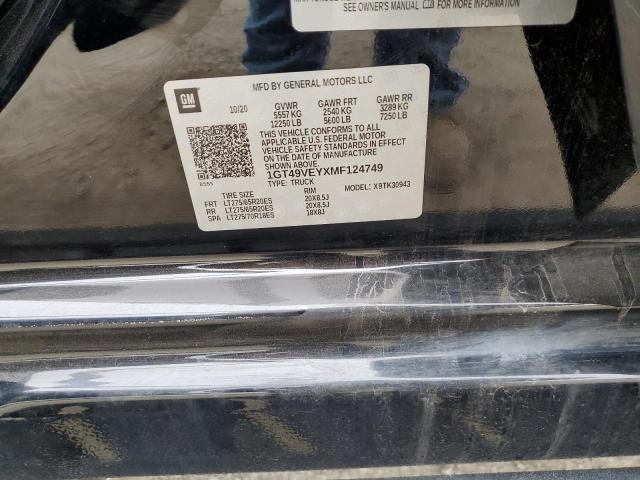 SEE OWNER'S MANUAL FOR MORE INFORMATION
GM
MFD BY GENERAL MOTORS LLC
10/20 GVWR GAWR FRT GAWR RR
5557 KG 2540 KG 3289 KG
12250 LB 5600 LB 7250 LB
THIS VEHICLE CONFORMS TO ALL
APPLICABLE U.S. FEDERAL MOTOR
VEHICLE SAFETY STANDARDS IN
EFFECT ON THE DATE OF MANUFACTURE
SHOWN ABOVE.
1GT49VEYXMF124749
TYPE: TRUCK MODEL: X9TK30943
TIRE SIZE RIM
FRT LT275/65R20ES 20X8.5J
RR LT275/65R20ES 20X8.5J
SPA LT275/70R18ES 18X8J